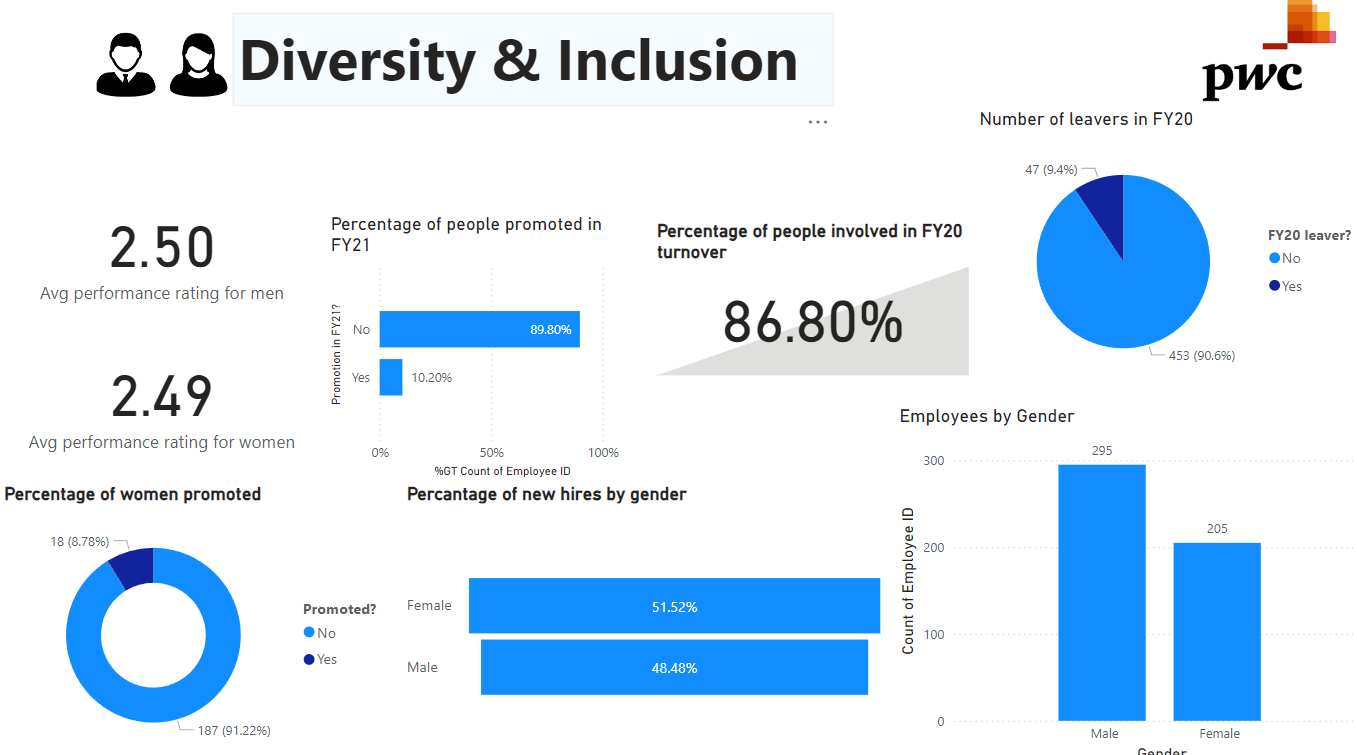 Diversity & Inclusion
pwc
...
Number of leavers in FY20
47 (9.4%)
453 (90.6%)
FY20 leaver?
No
Yes
2.50
Avg performance rating for men
2.49
Avg performance rating for women
Percentage of people promoted in
FY21
Promotion in FY21?
No
89.80%
Yes
10.20%
0%
50%
100%
%GT Count of Employee ID
Percentage of people involved in FY20
turnover
86.80%
Employees by Gender
Count of Employee ID
300
200
100
0
295
205
Male
Female
Gender
Percentage of women promoted
18 (8.78%)
187 (91.22%)
Promoted?
No
Yes
Percantage of new hires by gender
Female
51.52%
Male
48.48%